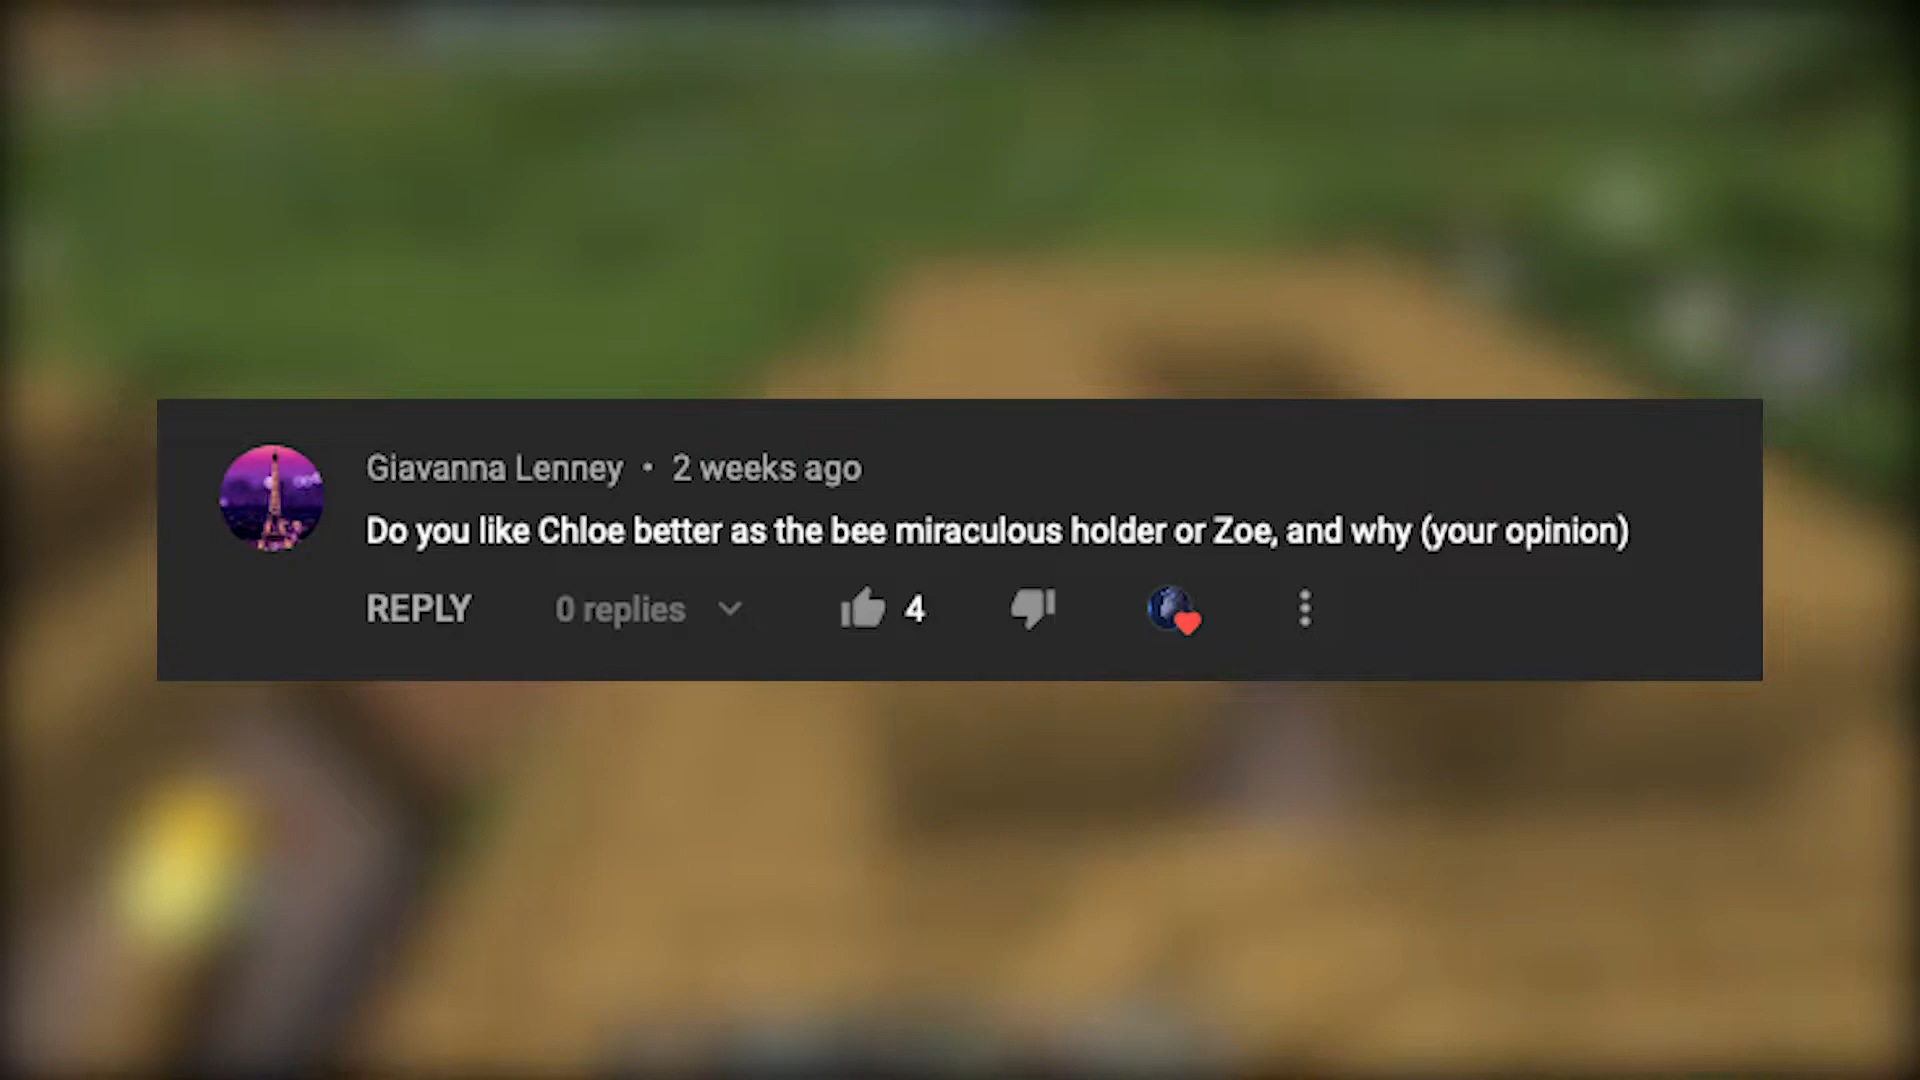 Giavanna Lenney • 2 weeks ago
Do you like Chloe better as the bee miraculous holder or Zoe, and why (your opinion)
REPLY 0 replies 4